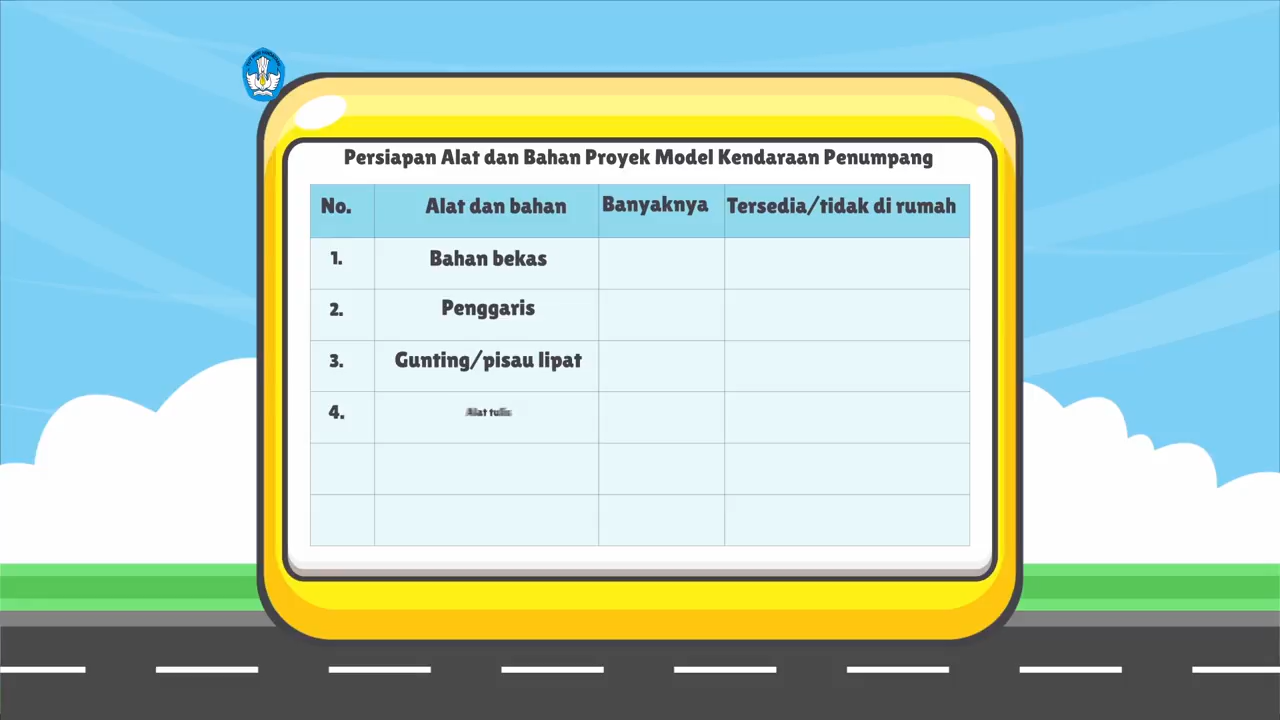 Persiapan Alat dan Bahan Proyek Model Kendaraan Penumpang
No. Alat dan bahan Banyaknya Tersedia/tidak di rumah
1. Bahan bekas
2. Penggaris
3. Gunting/pisau lipat
4. Alat tulis